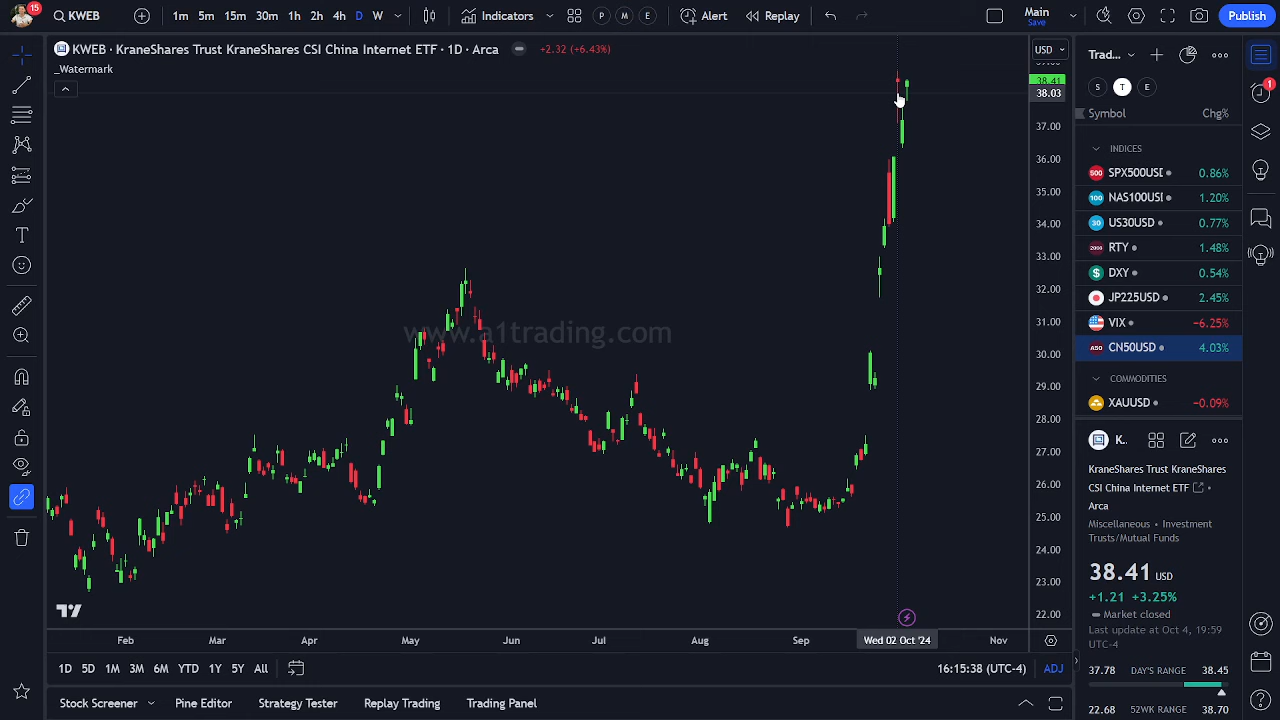 KWEB 1m 5m 15m 30m 1h 2h 4h D W Indicators P M E Alert Replay Main Save Publish
KWEB · KraneShares Trust KraneShares CSI China Internet ETF · 1D · Arca +2.32 (+6.43%)
_Watermark
USD
38.41
38.03
37.00
36.00
35.00
34.00
33.00
32.00
31.00
30.00
29.00
28.00
27.00
26.00
25.00
24.00
23.00
22.00
www.a1trading.com
Feb Mar Apr May Jun Jul Aug Sep Wed 02 Oct '24 Nov
1D 5D 1M 3M 6M YTD 1Y 5Y All 16:15:38 (UTC-4) ADJ
Stock Screener Pine Editor Strategy Tester Replay Trading Trading Panel
Trad...
S T E
Symbol Chg%
INDICES
500 SPX500USD 0.86%
100 NAS100USD 1.20%
30 US30USD 0.77%
2000 RTY 1.48%
$ DXY 0.54%
JP225USD 2.45%
VIX −6.25%
A50 CN50USD 4.03%
COMMODITIES
XAUUSD −0.09%
K..
KraneShares Trust KraneShares
CSI China Internet ETF •
Arca
Miscellaneous • Investment
Trusts/Mutual Funds
38.41 USD
+1.21 +3.25%
Market closed
Last update at Oct 4, 19:59
UTC-4
37.78 DAY'S RANGE 38.45
22.68 52WK RANGE 38.70
1